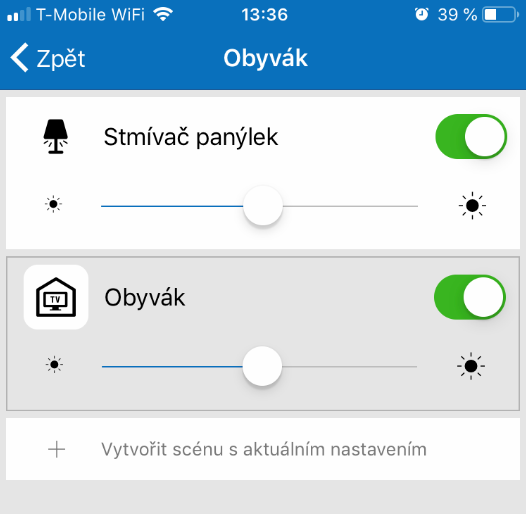 T-Mobile WiFi 13:36 39 %
Zpět Obyvák
Stmívač panýlek
TV
Obyvák
Vytvořit scénu s aktuálním nastavením